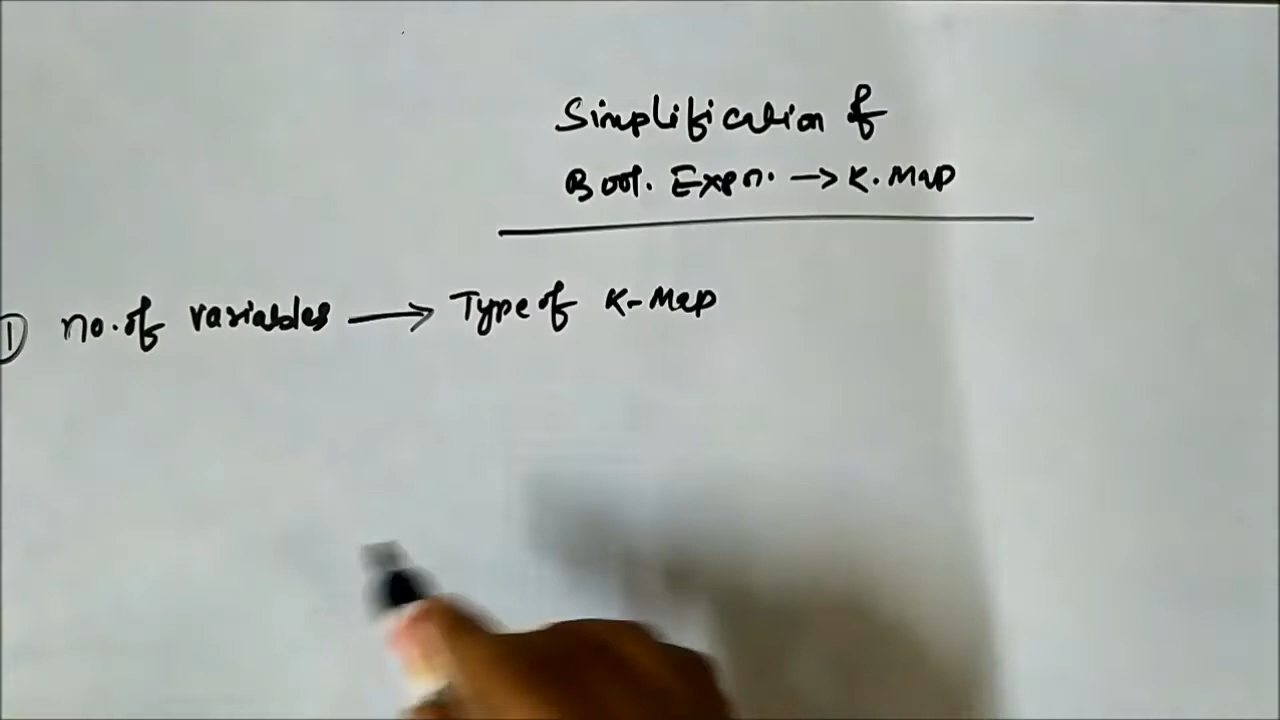 Simplification of
Bool. Expn. → K.Map
① no. of variables → Type of K-Map